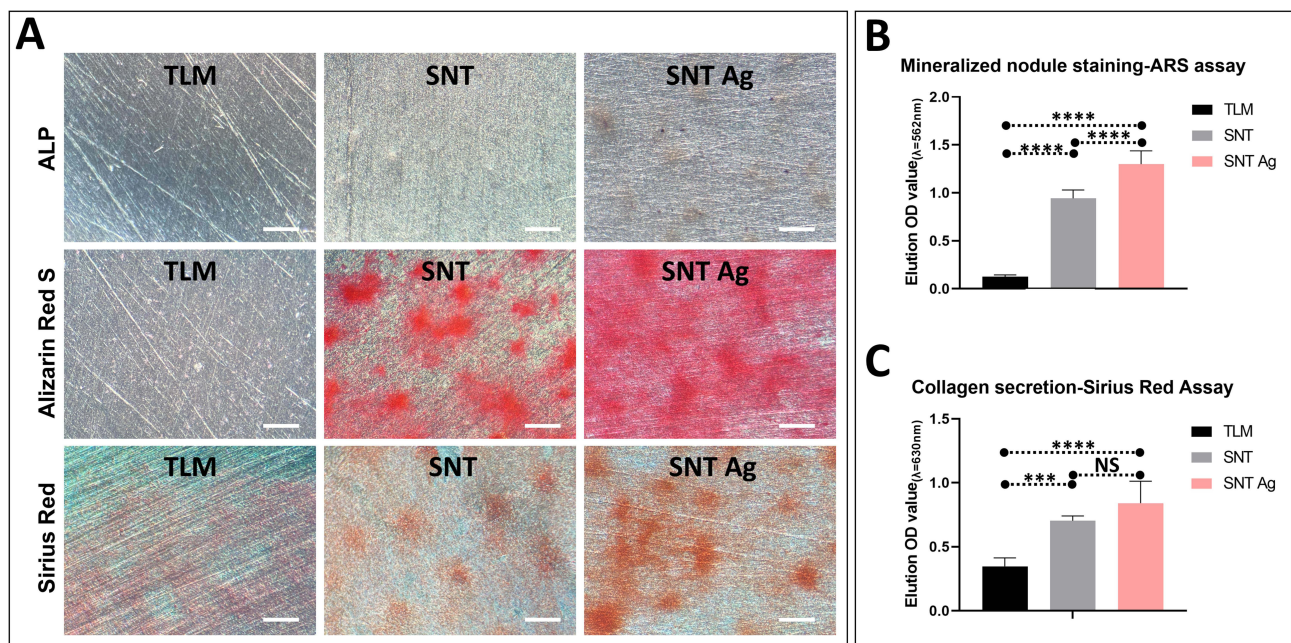 A
ALP
TLM
SNT
SNT Ag
Alizarin Red S
TLM
SNT
SNT Ag
Sirius Red
TLM
SNT
SNT Ag
B
Mineralized nodule staining-ARS assay
Elution OD value(λ=562nm)
2.0
1.5
1.0
0.5
0.0
****
****
****
TLM
SNT
SNT Ag
C
Collagen secretion-Sirius Red Assay
Elution OD value(λ=630nm)
1.5
1.0
0.5
0.0
****
NS
***
TLM
SNT
SNT Ag